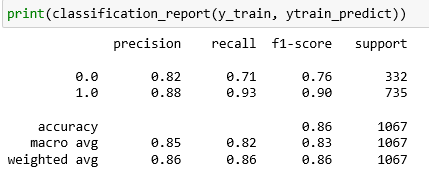 print(classification_report(y_train, ytrain_predict))
precision recall f1-score support
0.0 0.82 0.71 0.76 332
1.0 0.88 0.93 0.90 735
accuracy 0.86 1067
macro avg 0.85 0.82 0.83 1067
weighted avg 0.86 0.86 0.86 1067